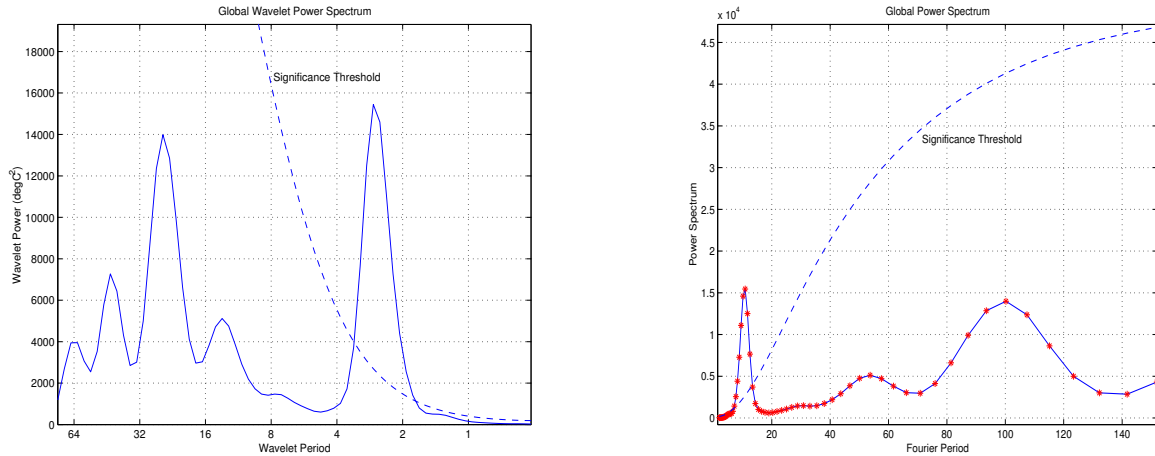 Global Wavelet Power Spectrum
18000
16000
14000
12000
10000
8000
6000
4000
2000
0
Wavelet Power (degC²)
Significance Threshold
64 32 16 8 4 2 1
Wavelet Period
x 10⁴
Global Power Spectrum
4.5
4
3.5
3
2.5
2
1.5
1
0.5
0
Power Spectrum
Significance Threshold
20 40 60 80 100 120 140
Fourier Period